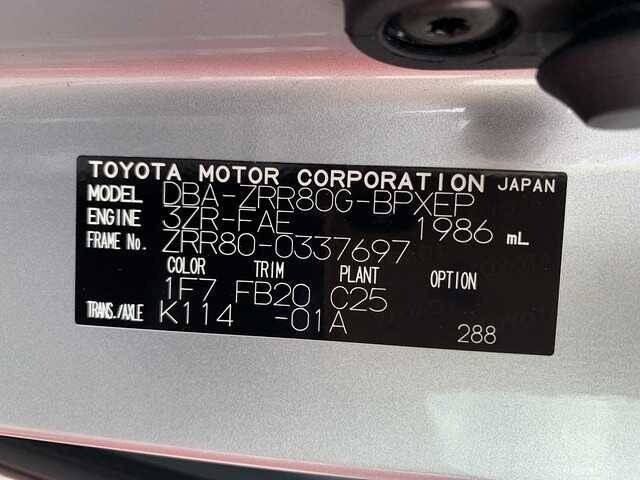 TOYOTA MOTOR CORPORATION JAPAN
MODEL DBA-ZRR80G-BPXEP
ENGINE 3ZR-FAE 1986 mL
FRAME No. ZRR80-0337697
COLOR TRIM PLANT OPTION
1F7 FB20 C25
TRANS./AXLE K114 -01A 288